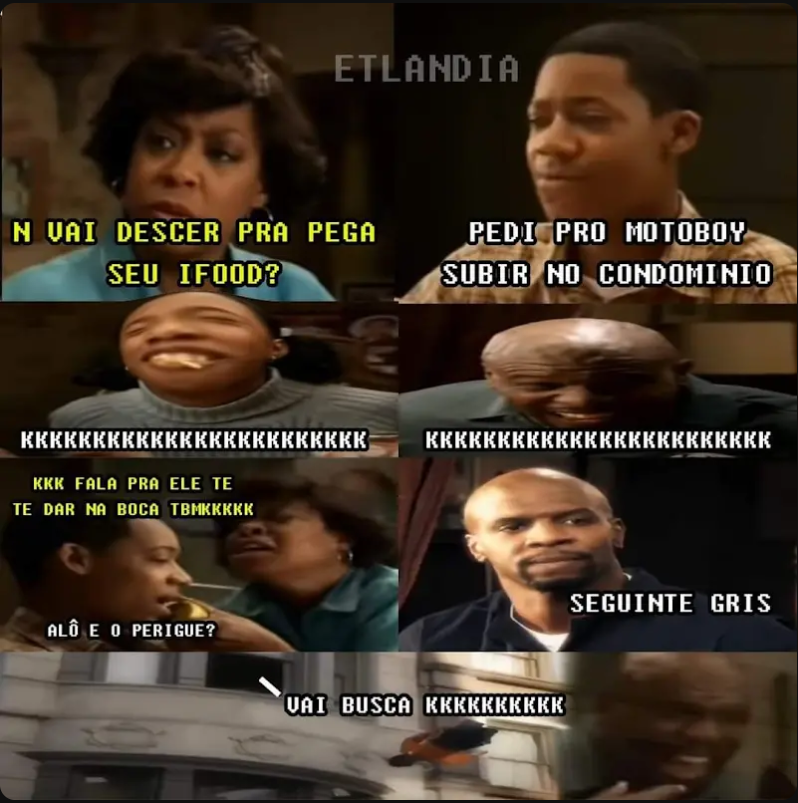 ETLANDIA
N VAI DESCER PRA PEGA
SEU IFOOD?
PEDI PRO MOTOBOY
SUBIR NO CONDOMINIO
KKKKKKKKKKKKKKKKKKKKKKKK
KKKKKKKKKKKKKKKKKKKKKKKK
KKK FALA PRA ELE TE
TE DAR NA BOCA TBMKKKKK
ALÔ E O PERIGUE?
SEGUINTE GRIS
VAI BUSCA KKKKKKKKKK